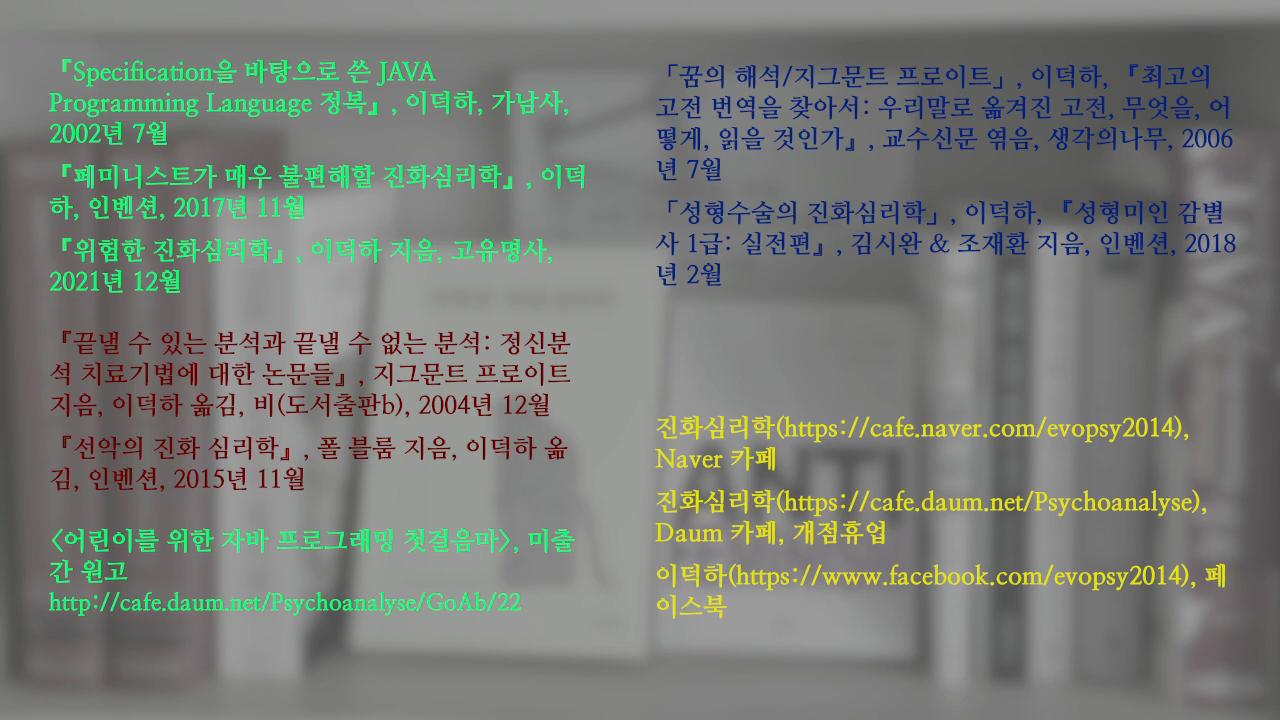 『Specification을 바탕으로 쓴 JAVA
Programming Language 정복』, 이덕하, 가남사,
2002년 7월
『페미니스트가 매우 불편해할 진화심리학』, 이덕
하, 인벤션, 2017년 11월
『위험한 진화심리학』, 이덕하 지음, 고유명사,
2021년 12월
『끝낼 수 있는 분석과 끝낼 수 없는 분석: 정신분
석 치료기법에 대한 논문들』, 지그문트 프로이트
지음, 이덕하 옮김, 비(도서출판b), 2004년 12월
『선악의 진화 심리학』, 폴 블룸 지음, 이덕하 옮
김, 인벤션, 2015년 11월
<어린이를 위한 자바 프로그래밍 첫걸음마>, 미출
간 원고
http://cafe.daum.net/Psychoanalyse/GoAb/22
「꿈의 해석/지그문트 프로이트」, 이덕하, 『최고의
고전 번역을 찾아서: 우리말로 옮겨진 고전, 무엇을, 어
떻게, 읽을 것인가』, 교수신문 엮음, 생각의나무, 2006
년 7월
「성형수술의 진화심리학」, 이덕하, 『성형미인 감별
사 1급: 실전편』, 김시완 & 조재환 지음, 인벤션, 2018
년 2월
진화심리학(https://cafe.naver.com/evopsy2014),
Naver 카페
진화심리학(https://cafe.daum.net/Psychoanalyse),
Daum 카페, 개점휴업
이덕하(https://www.facebook.com/evopsy2014), 페
이스북